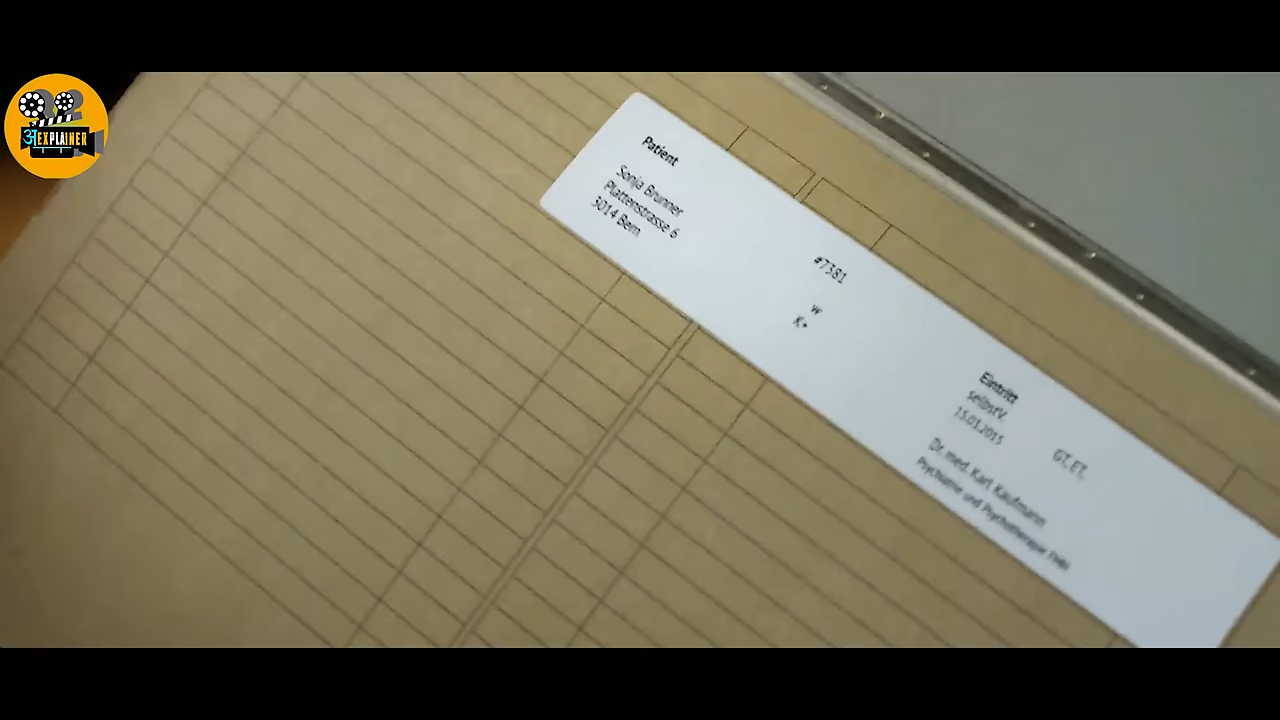 अEXPLAINER
Patient
Sonja Brunner
Plattenstrasse 6
3014 Bern
#7381
w
K+
Eintritt
selbstV.
15.01.2015
GT, ET,
Dr. med. Karl Kaufmann
Psychiatrie und Psychotherapie FMH